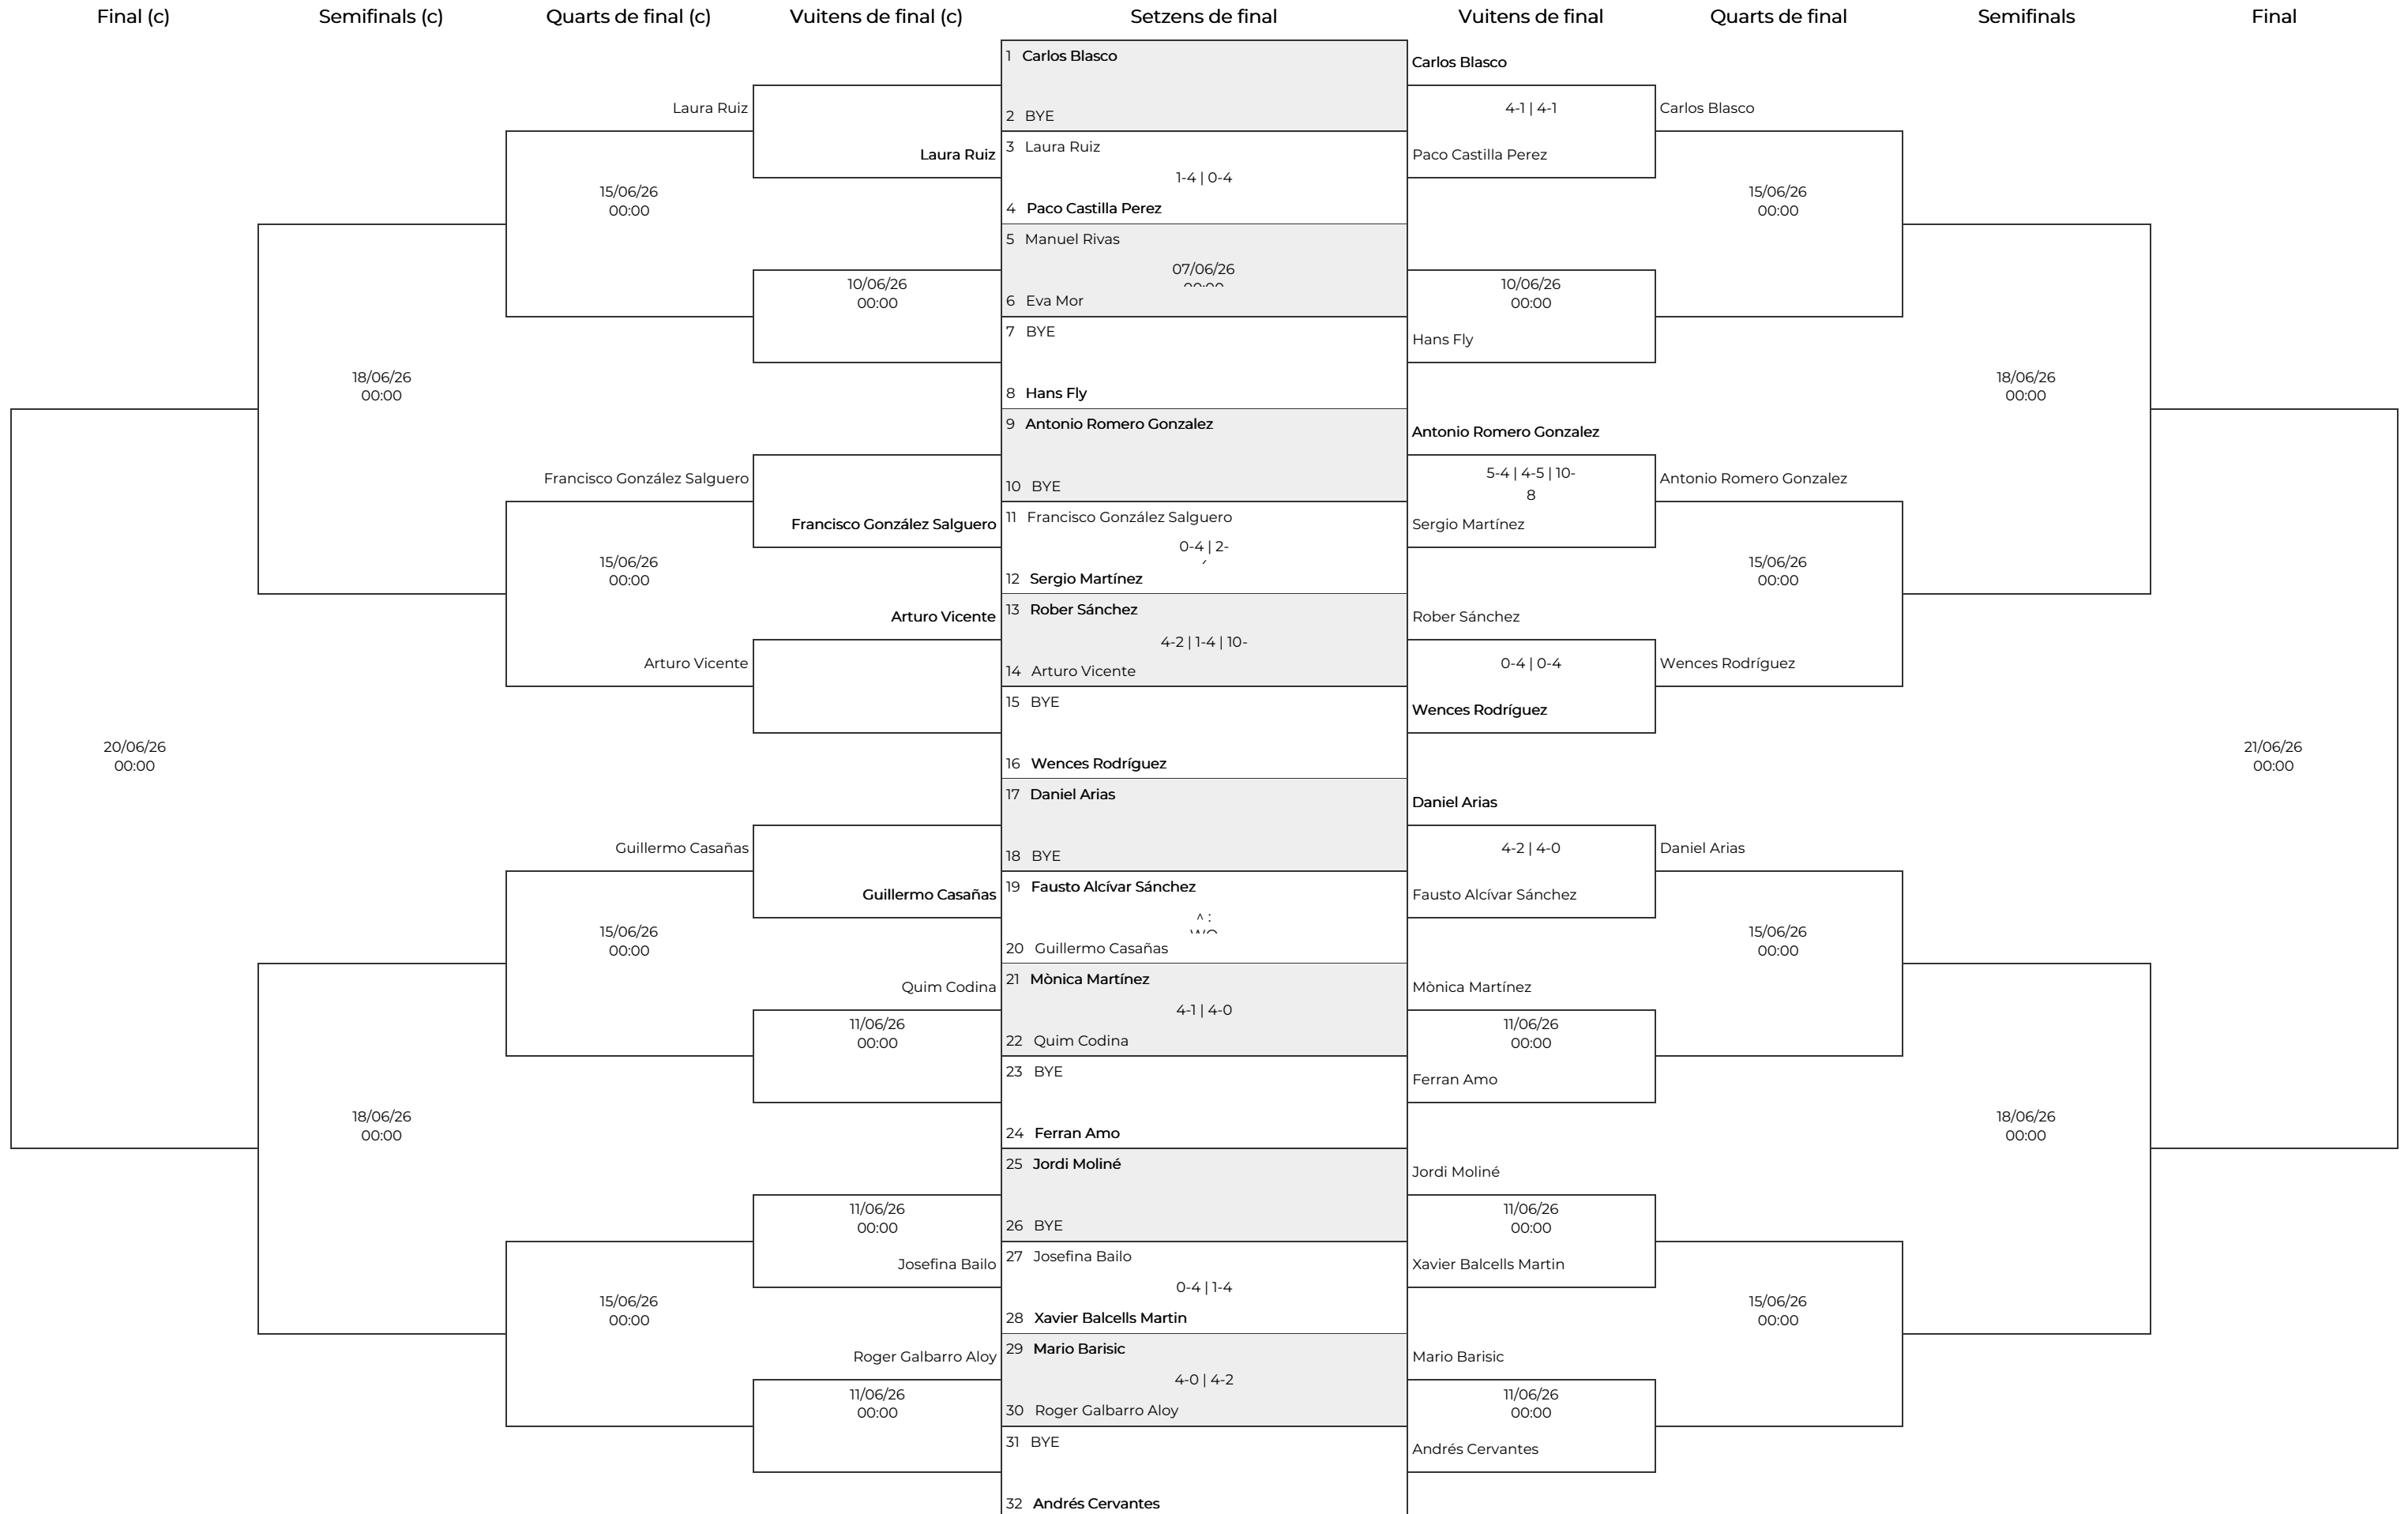 Final (c)
Semifinals (c)
Quarts de final (c)
Vuitens de final (c)
Setzens de final
Vuitens de final
Quarts de final
Semifinals
Final
20/06/26
00:00
18/06/26
00:00
18/06/26
00:00
Laura Ruiz
15/06/26
00:00
Francisco González Salguero
15/06/26
00:00
Arturo Vicente
Guillermo Casañas
15/06/26
00:00
15/06/26
00:00
Laura Ruiz
10/06/26
00:00
Francisco González Salguero
Arturo Vicente
Guillermo Casañas
Quim Codina
11/06/26
00:00
11/06/26
00:00
Josefina Bailo
Roger Galbarro Aloy
11/06/26
00:00
1 Carlos Blasco
2 BYE
3 Laura Ruiz
1-4 | 0-4
4 Paco Castilla Perez
5 Manuel Rivas
07/06/26
00:00
6 Eva Mor
7 BYE
8 Hans Fly
9 Antonio Romero Gonzalez
10 BYE
11 Francisco González Salguero
0-4 | 2-
12 Sergio Martínez
13 Rober Sánchez
4-2 | 1-4 | 10-
14 Arturo Vicente
15 BYE
16 Wences Rodríguez
17 Daniel Arias
18 BYE
19 Fausto Alcívar Sánchez
^ :
WO
20 Guillermo Casañas
21 Mònica Martínez
4-1 | 4-0
22 Quim Codina
23 BYE
24 Ferran Amo
25 Jordi Moliné
26 BYE
27 Josefina Bailo
0-4 | 1-4
28 Xavier Balcells Martin
29 Mario Barisic
4-0 | 4-2
30 Roger Galbarro Aloy
31 BYE
32 Andrés Cervantes
Carlos Blasco
4-1 | 4-1
Paco Castilla Perez
10/06/26
00:00
Hans Fly
Antonio Romero Gonzalez
5-4 | 4-5 | 10-
8
Sergio Martínez
Rober Sánchez
0-4 | 0-4
Wences Rodríguez
Daniel Arias
4-2 | 4-0
Fausto Alcívar Sánchez
Mònica Martínez
11/06/26
00:00
Ferran Amo
Jordi Moliné
11/06/26
00:00
Xavier Balcells Martin
Mario Barisic
11/06/26
00:00
Andrés Cervantes
Carlos Blasco
15/06/26
00:00
Antonio Romero Gonzalez
15/06/26
00:00
Wences Rodríguez
Daniel Arias
15/06/26
00:00
15/06/26
00:00
18/06/26
00:00
18/06/26
00:00
21/06/26
00:00